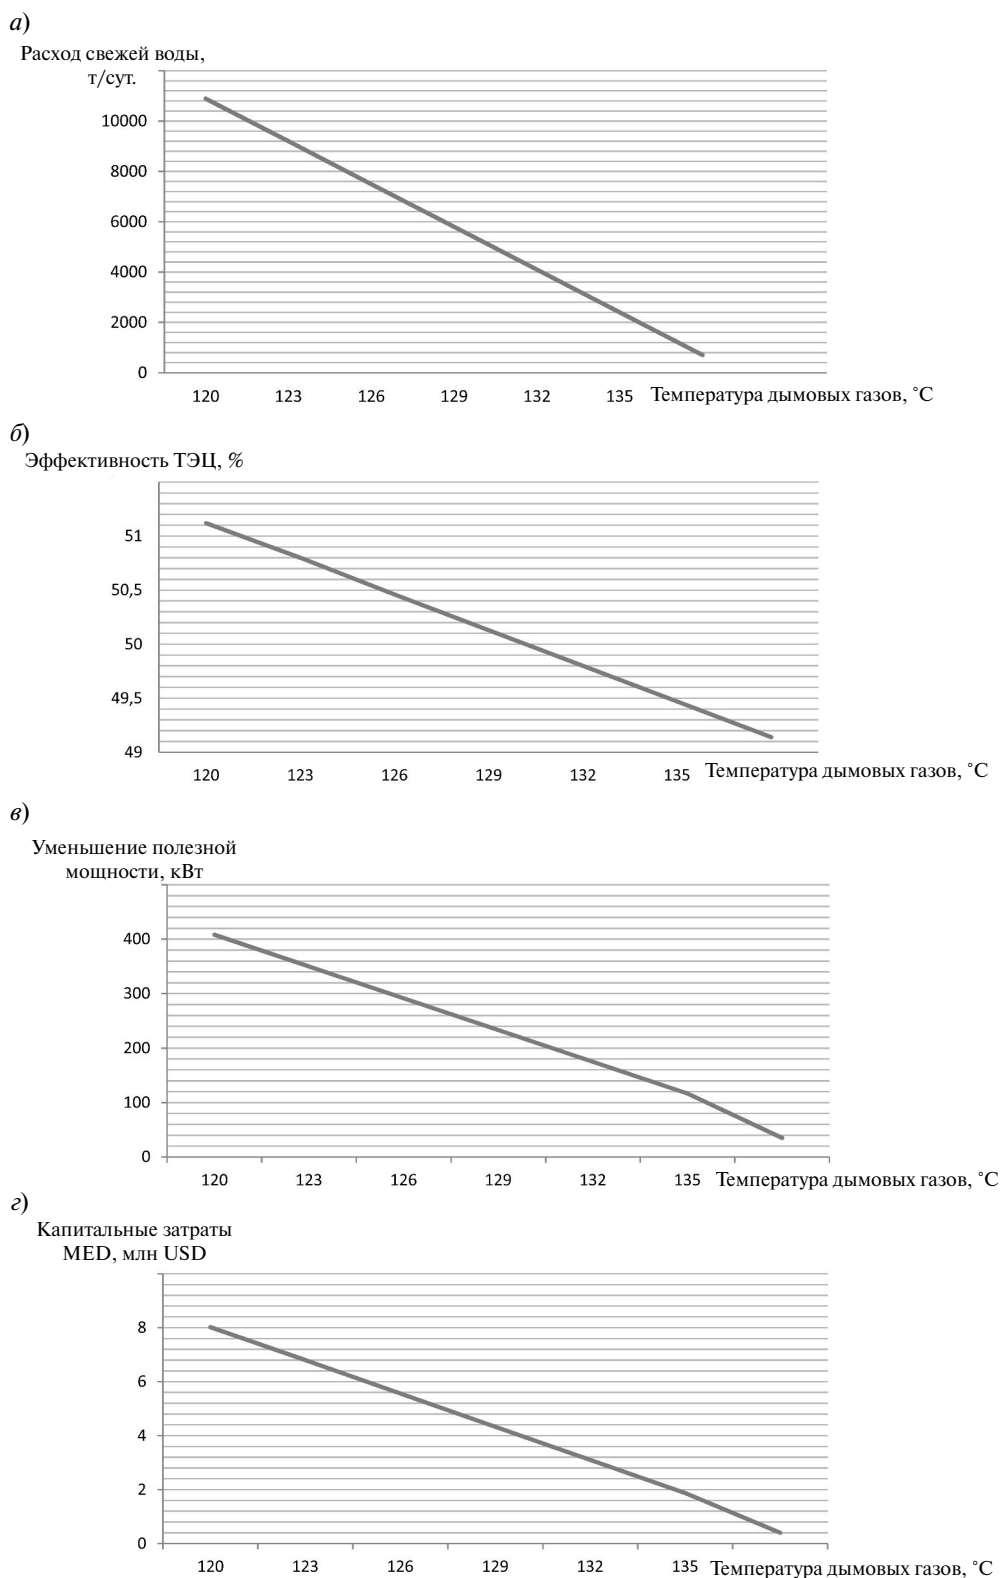 а)
Расход свежей воды,
т/сут.
10000
8000
6000
4000
2000
0
120 123 126 129 132 135 Температура дымовых газов, °С
б)
Эффективность ТЭЦ, %
51
50,5
50
49,5
49
120 123 126 129 132 135 Температура дымовых газов, °С
в)
Уменьшение полезной
мощности, кВт
400
300
200
100
0
120 123 126 129 132 135 Температура дымовых газов, °С
г)
Капитальные затраты
MED, млн USD
8
6
4
2
0
120 123 126 129 132 135 Температура дымовых газов, °С